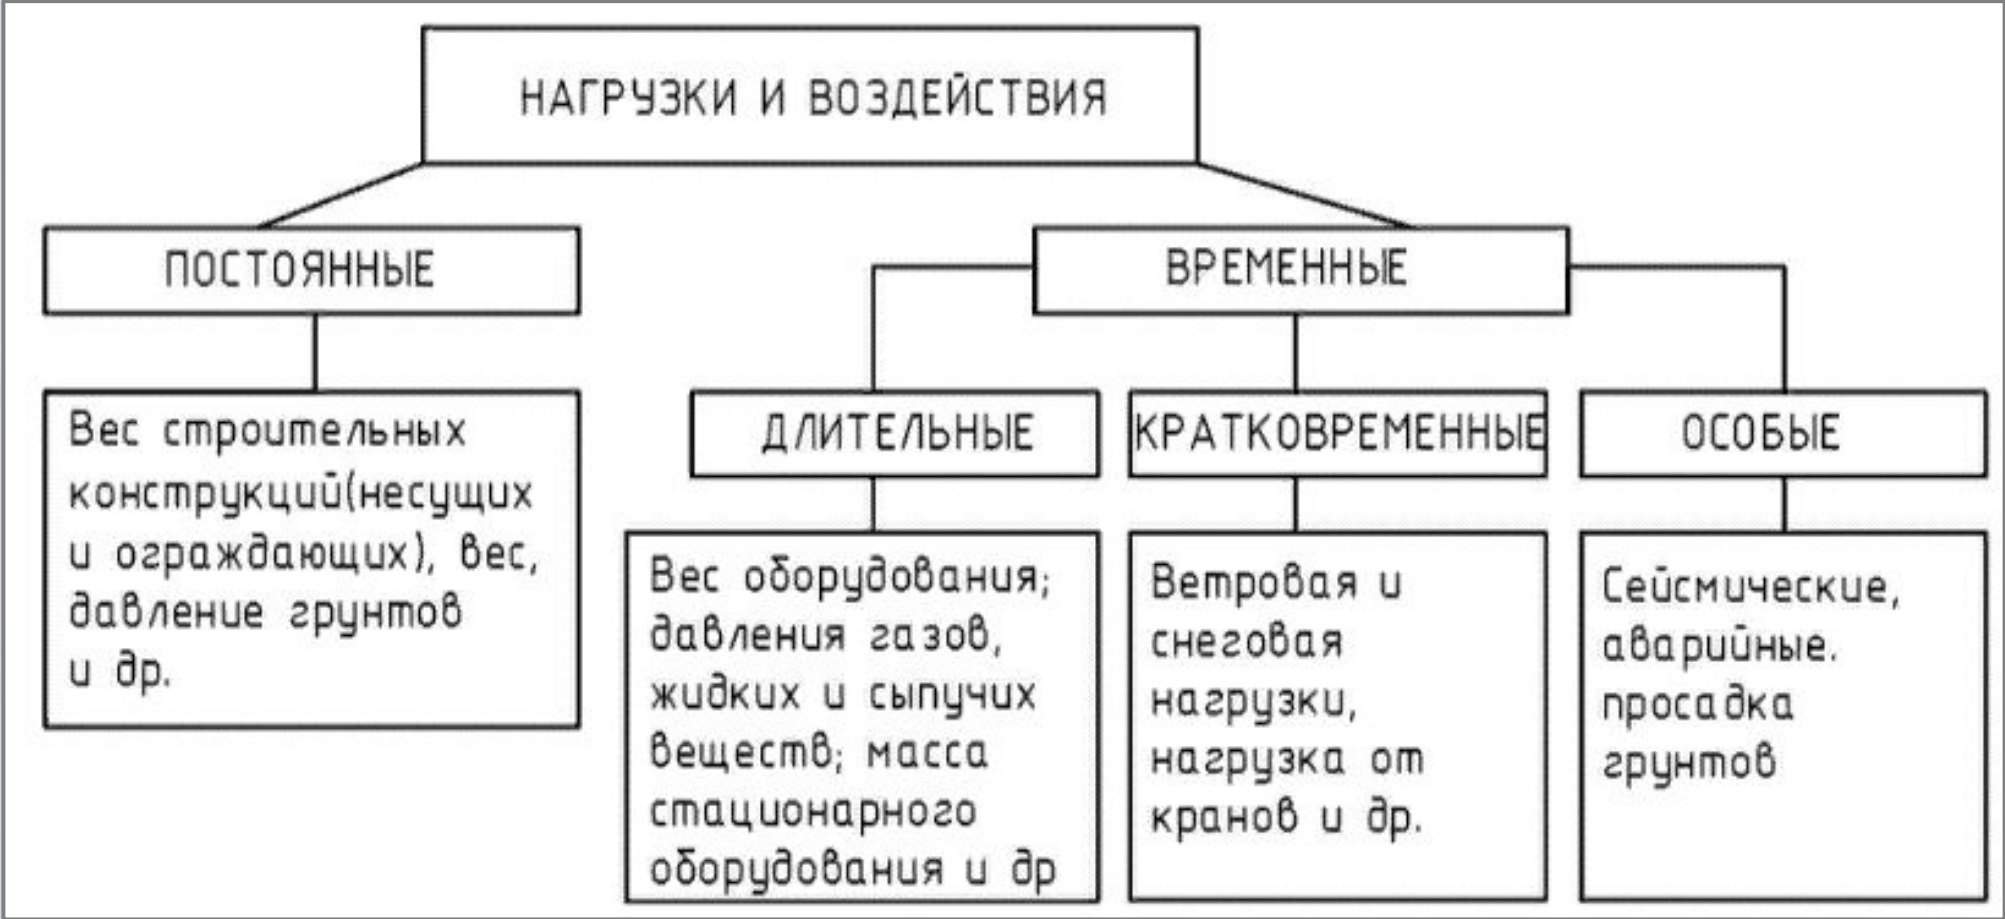 НАГРУЗКИ И ВОЗДЕЙСТВИЯ
ПОСТОЯННЫЕ
ВРЕМЕННЫЕ
Вес строительных
конструкций(несущих
и ограждающих), вес,
давление грунтов
и др.
ДЛИТЕЛЬНЫЕ
КРАТКОВРЕМЕННЫЕ
ОСОБЫЕ
Вес оборудования;
давления газов,
жидких и сыпучих
веществ; масса
стационарного
оборудования и др
Ветровая и
снеговая
нагрузки,
нагрузка от
кранов и др.
Сейсмические,
аварийные.
просадка
грунтов